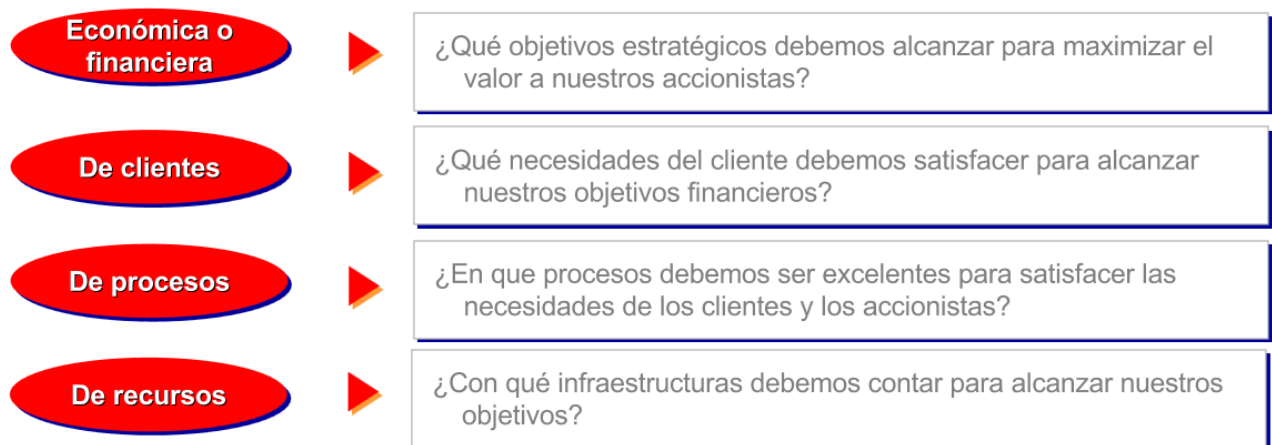 Económica o
financiera
¿Qué objetivos estratégicos debemos alcanzar para maximizar el
valor a nuestros accionistas?
De clientes
¿Qué necesidades del cliente debemos satisfacer para alcanzar
nuestros objetivos financieros?
De procesos
¿En que procesos debemos ser excelentes para satisfacer las
necesidades de los clientes y los accionistas?
De recursos
¿Con qué infraestructuras debemos contar para alcanzar nuestros
objetivos?